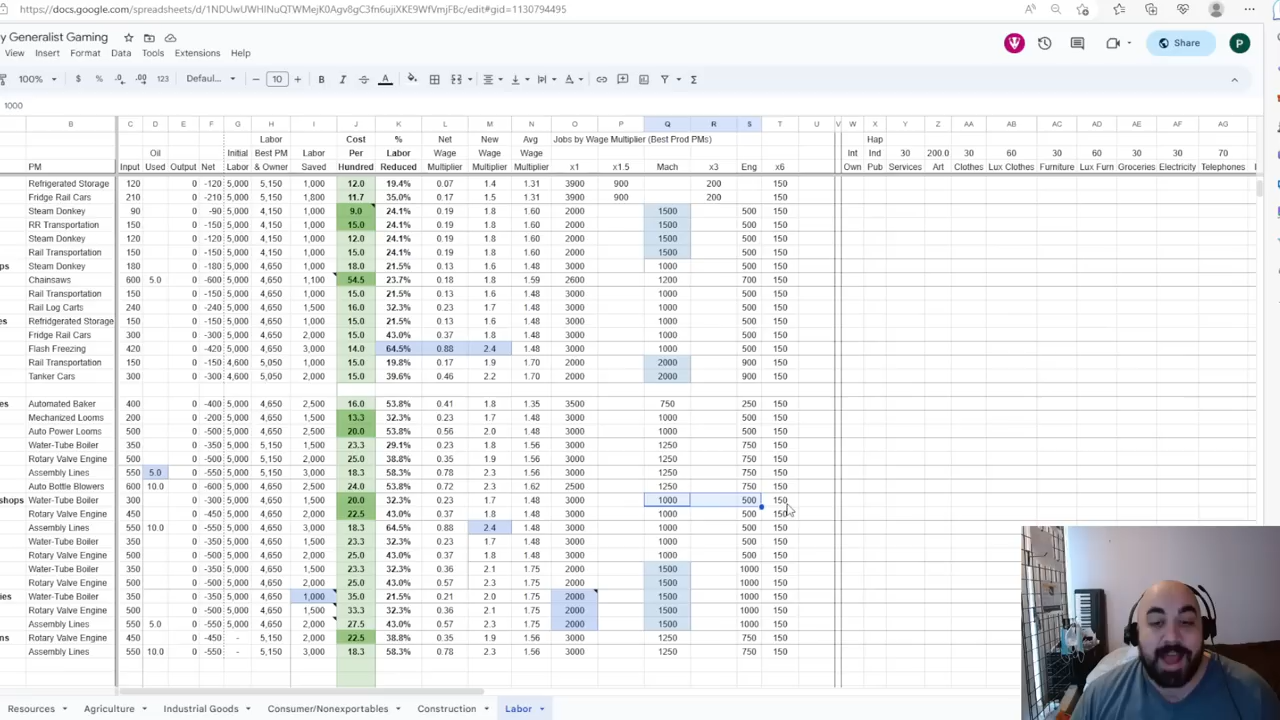 https://docs.google.com/spreadsheets/d/1NDUwUWHINuQTWMejK0Agv8gC3fn6ujiXKE9WfVmjFBc/edit#gid=1130794495
y Generalist Gaming
View Insert Format Data Tools Extensions Help
Share P
100% $ % .0 .00 123 Defaul... 10 B I A
1000
B C D E F G H I J K L M N O P Q R S T U V W X Y Z AA AB AC AD AE AF AG
Labor Cost % Net New Avg Jobs by Wage Multiplier (Best Prod PMs) Hap
Oil Initial Best PM Labor Per Labor Wage Wage Wage Int Ind 30 200.0 30 60 30 60 30 30 70
PM Input Used Output Net Labor & Owner Saved Hundred Reduced Multiplier Multiplier Multiplier x1 x1.5 Mach x3 Eng x6 Own Pub Services Art Clothes Lux Clothes Furniture Lux Furn Groceries Electricity Telephones
Refrigerated Storage 120 0 -120 5,000 5,150 1,000 12.0 19.4% 0.07 1.4 1.31 3900 900 200 150
Fridge Rail Cars 210 0 -210 5,000 5,150 1,800 11.7 35.0% 0.17 1.5 1.31 3900 900 200 150
Steam Donkey 90 0 -90 5,000 4,150 1,000 9.0 24.1% 0.19 1.8 1.60 2000 1500 500 150
RR Transportation 150 0 -150 5,000 4,150 1,000 15.0 24.1% 0.19 1.8 1.60 2000 1500 500 150
Steam Donkey 120 0 -120 5,000 4,150 1,000 12.0 24.1% 0.19 1.8 1.60 2000 1500 500 150
Rail Transportation 150 0 -150 5,000 4,150 1,000 15.0 24.1% 0.19 1.8 1.60 2000 1500 500 150
ops Steam Donkey 180 0 -180 5,000 4,650 1,000 18.0 21.5% 0.13 1.6 1.48 3000 1000 500 150
Chainsaws 600 5.0 0 -600 5,000 4,650 1,100 54.5 23.7% 0.18 1.8 1.59 2600 1200 700 150
Rail Transportation 150 0 -150 5,000 4,650 1,000 15.0 21.5% 0.13 1.6 1.48 3000 1000 500 150
Rail Log Carts 240 0 -240 5,000 4,650 1,500 16.0 32.3% 0.23 1.7 1.48 3000 1000 500 150
es Refridgerated Storage 150 0 -150 5,000 4,650 1,000 15.0 21.5% 0.13 1.6 1.48 3000 1000 500 150
Fridge Rail Cars 300 0 -300 5,000 4,650 2,000 15.0 43.0% 0.37 1.8 1.48 3000 1000 500 150
Flash Freezing 420 0 -420 5,000 4,650 3,000 14.0 64.5% 0.88 2.4 1.48 3000 1000 500 150
Rail Transportation 150 0 -150 4,600 5,050 1,000 15.0 19.8% 0.17 1.9 1.70 2000 2000 900 150
Tanker Cars 300 0 -300 4,600 5,050 2,000 15.0 39.6% 0.46 2.2 1.70 2000 2000 900 150
es Automated Baker 400 0 -400 5,000 4,650 2,500 16.0 53.8% 0.41 1.8 1.35 3500 750 250 150
Mechanized Looms 200 0 -200 5,000 4,650 1,500 13.3 32.3% 0.23 1.7 1.48 3000 1000 500 150
Auto Power Looms 500 0 -500 5,000 4,650 2,500 20.0 53.8% 0.56 2.0 1.48 3000 1000 500 150
Water-Tube Boiler 350 0 -350 5,000 5,150 1,500 23.3 29.1% 0.23 1.8 1.56 3000 1250 750 150
Rotary Valve Engine 500 0 -500 5,000 5,150 2,000 25.0 38.8% 0.35 1.9 1.56 3000 1250 750 150
Assembly Lines 550 5.0 0 -550 5,000 5,150 3,000 18.3 58.3% 0.78 2.3 1.56 3000 1250 750 150
Auto Bottle Blowers 600 10.0 0 -600 5,000 4,650 2,500 24.0 53.8% 0.72 2.3 1.62 2500 1250 750 150
shops Water-Tube Boiler 300 0 -300 5,000 4,650 1,500 20.0 32.3% 0.23 1.7 1.48 3000 1000 500 150
Rotary Valve Engine 450 0 -450 5,000 4,650 2,000 22.5 43.0% 0.37 1.8 1.48 3000 1000 500 150
Assembly Lines 550 10.0 0 -550 5,000 4,650 3,000 18.3 64.5% 0.88 2.4 1.48 3000 1000 500 150
Water-Tube Boiler 350 0 -350 5,000 4,650 1,500 23.3 32.3% 0.23 1.7 1.48 3000 1000 500 150
Rotary Valve Engine 500 0 -500 5,000 4,650 2,000 25.0 43.0% 0.37 1.8 1.48 3000 1000 500 150
Water-Tube Boiler 350 0 -350 5,000 4,650 1,500 23.3 32.3% 0.36 2.1 1.75 2000 1500 1000 150
Rotary Valve Engine 500 0 -500 5,000 4,650 2,000 25.0 43.0% 0.57 2.3 1.75 2000 1500 1000 150
ies Water-Tube Boiler 350 0 -350 5,000 4,650 1,000 35.0 21.5% 0.21 2.0 1.75 2000 1500 1000 150
Rotary Valve Engine 500 0 -500 5,000 4,650 1,500 33.3 32.3% 0.36 2.1 1.75 2000 1500 1000 150
Assembly Lines 550 5.0 0 -550 5,000 4,650 2,000 27.5 43.0% 0.57 2.3 1.75 2000 1500 1000 150
ns Rotary Valve Engine 450 0 -450 - 5,150 2,000 22.5 38.8% 0.35 1.9 1.56 3000 1250 750 150
Assembly Lines 550 10.0 0 -550 - 5,150 3,000 18.3 58.3% 0.78 2.3 1.56 3000 1250 750 150
Resources Agriculture Industrial Goods Consumer/Nonexportables Construction Labor